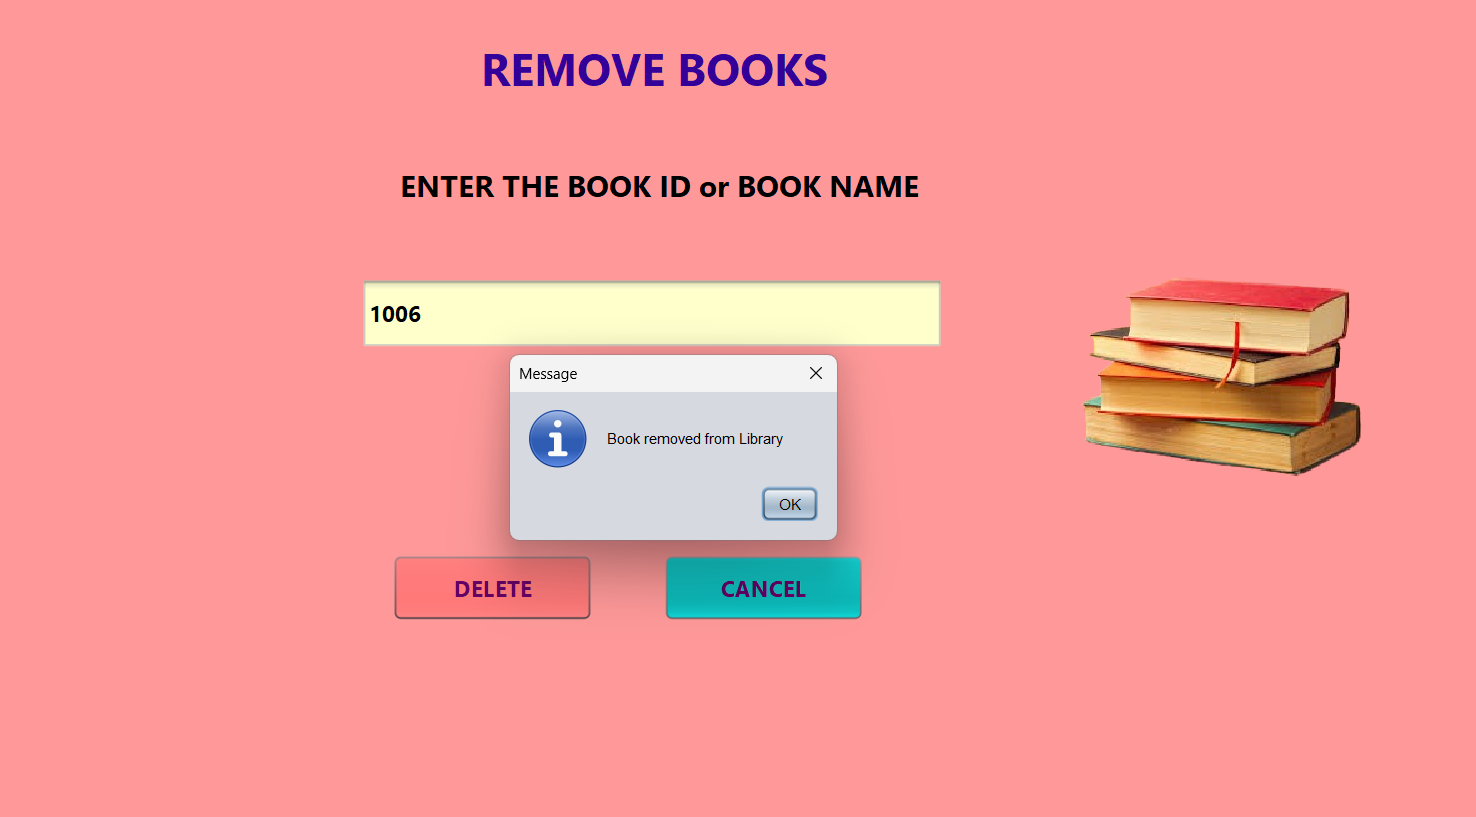 REMOVE BOOKS
ENTER THE BOOK ID or BOOK NAME
1006
Message
Book removed from Library
OK
DELETE
CANCEL